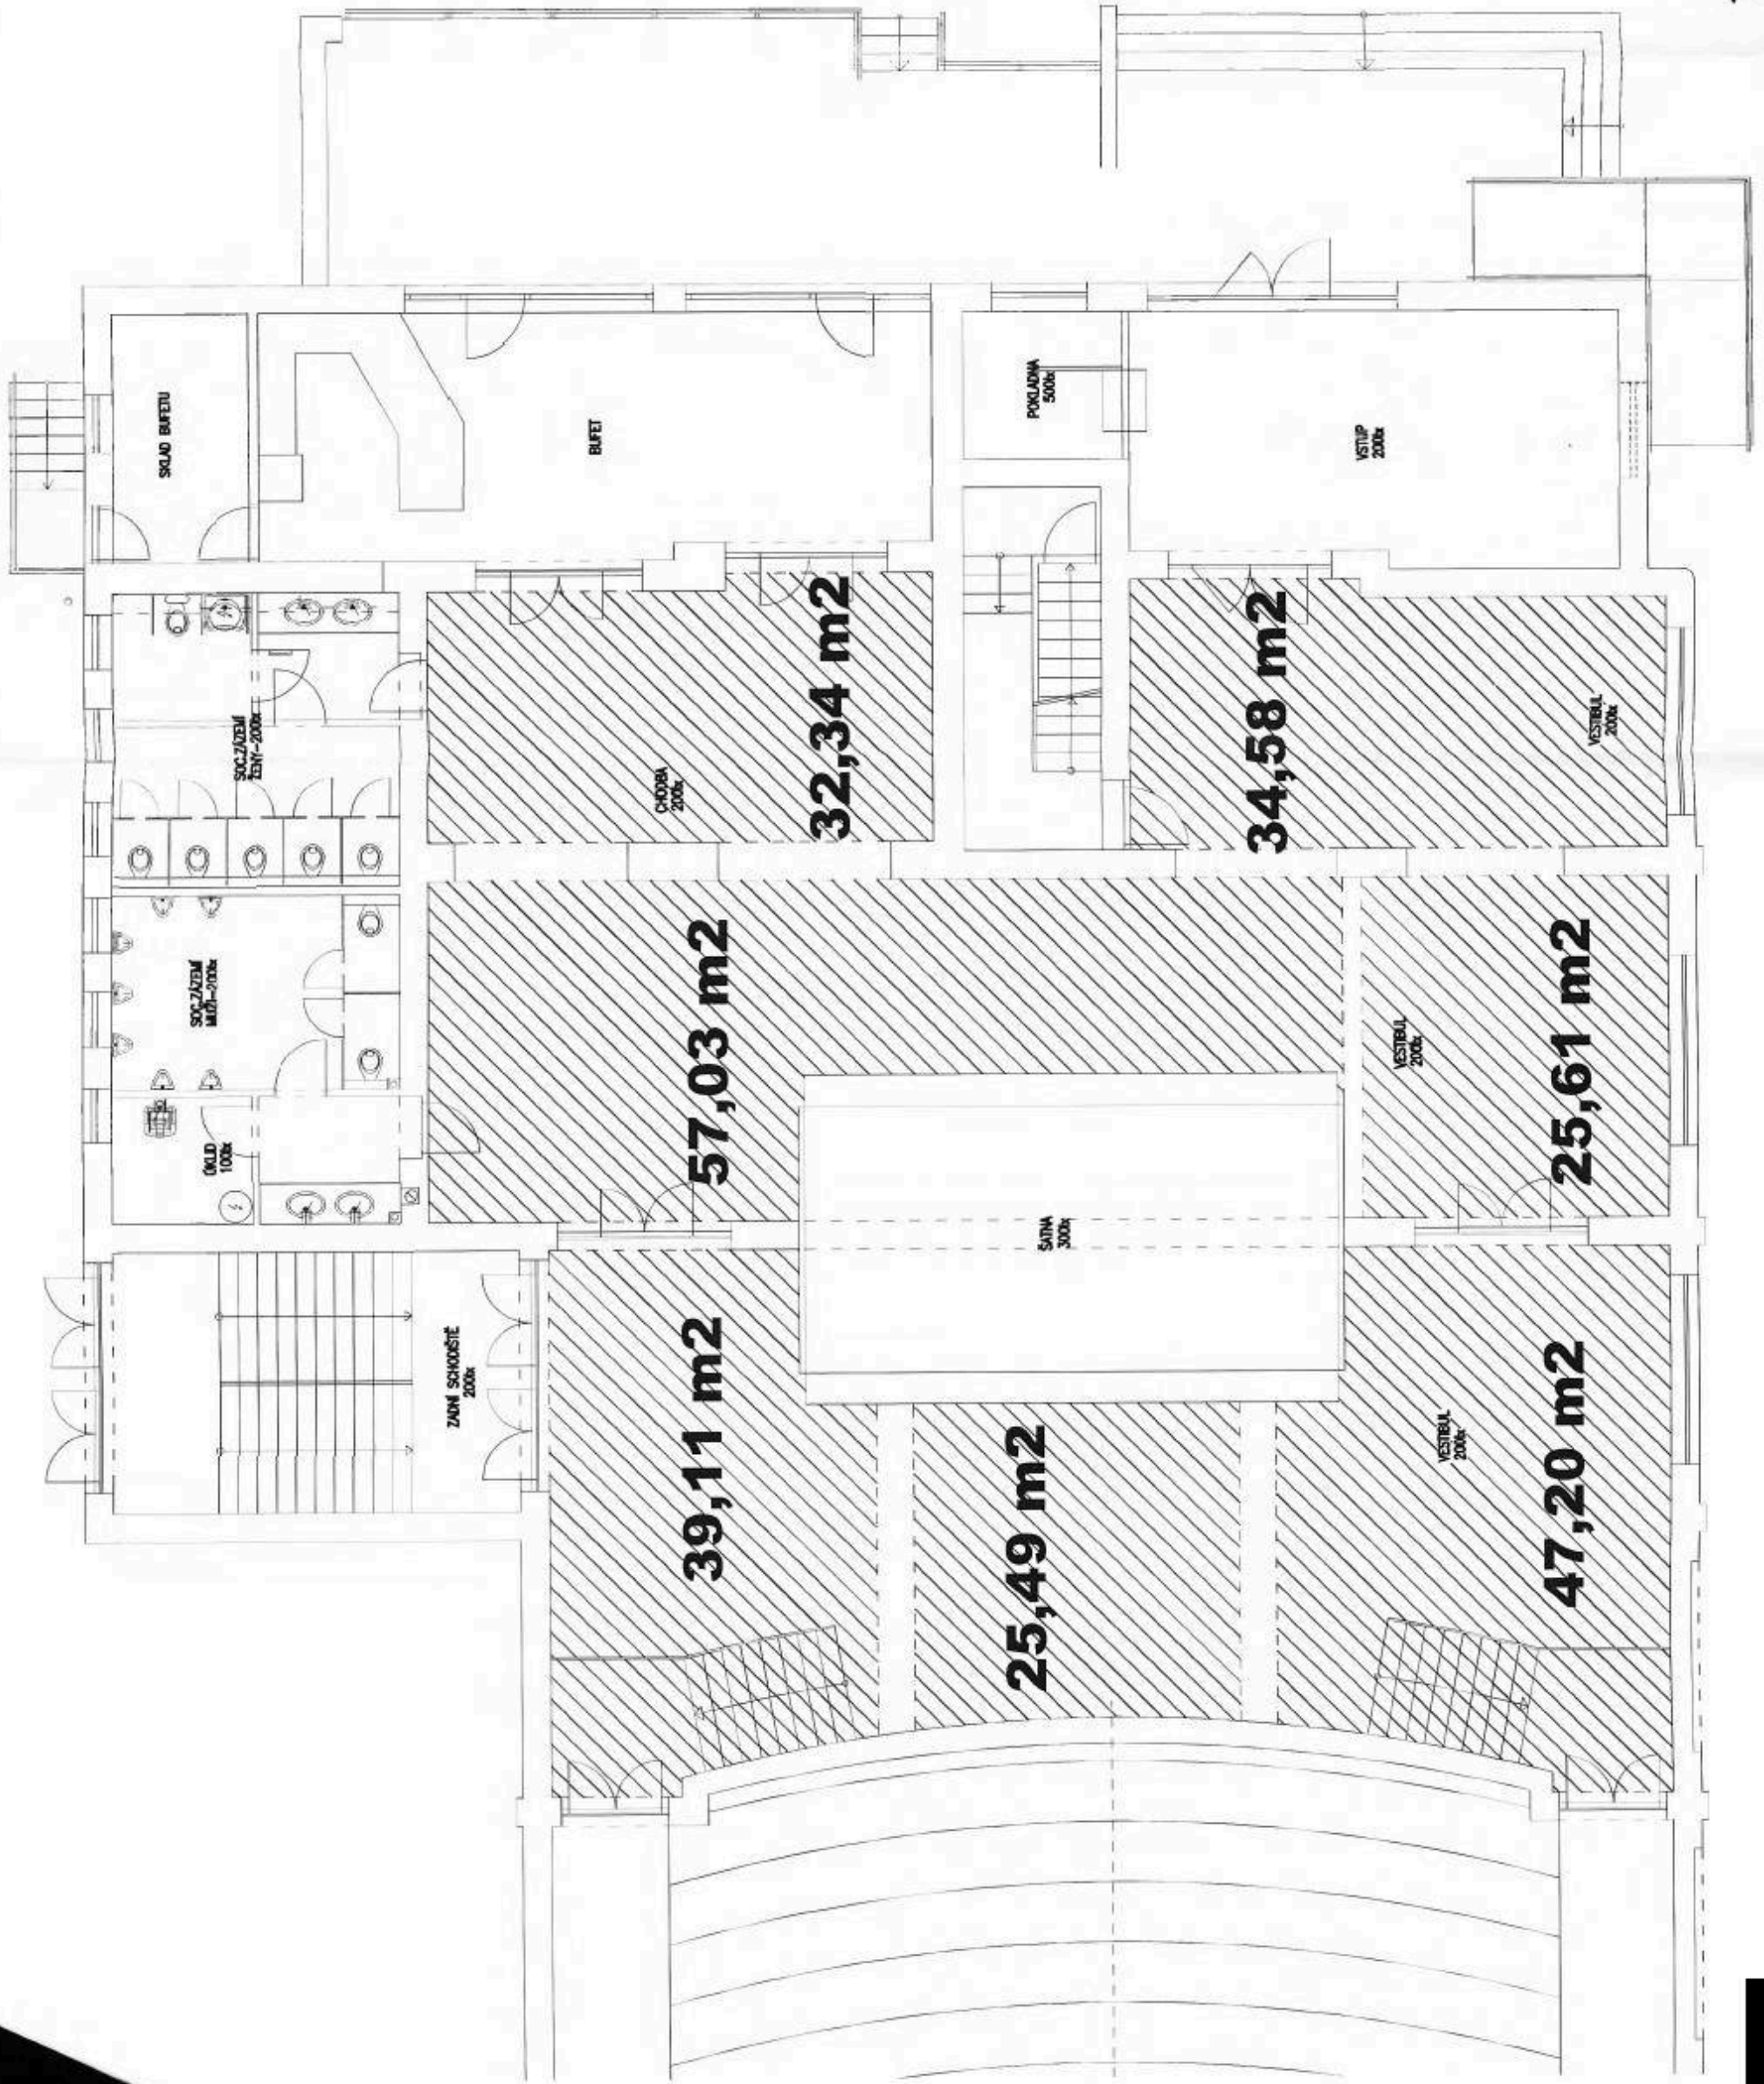 SKLAD BUFETU
BUFET
POKLADNA
500lx
VSTUP
200lx
SOC.ZÁZEMÍ
ŽENY-200lx
CHODBA
200lx
32,34 m2
34,58 m2
VESTIBUL
200lx
SOC.ZÁZEMÍ
MUŽI-200lx
57,03 m2
VESTIBUL
200lx
25,61 m2
ÚKLID
100lx
ŠATNA
300lx
ZADNÍ SCHODIŠTĚ
200lx
39,11 m2
25,49 m2
VESTIBUL
200lx
47,20 m2